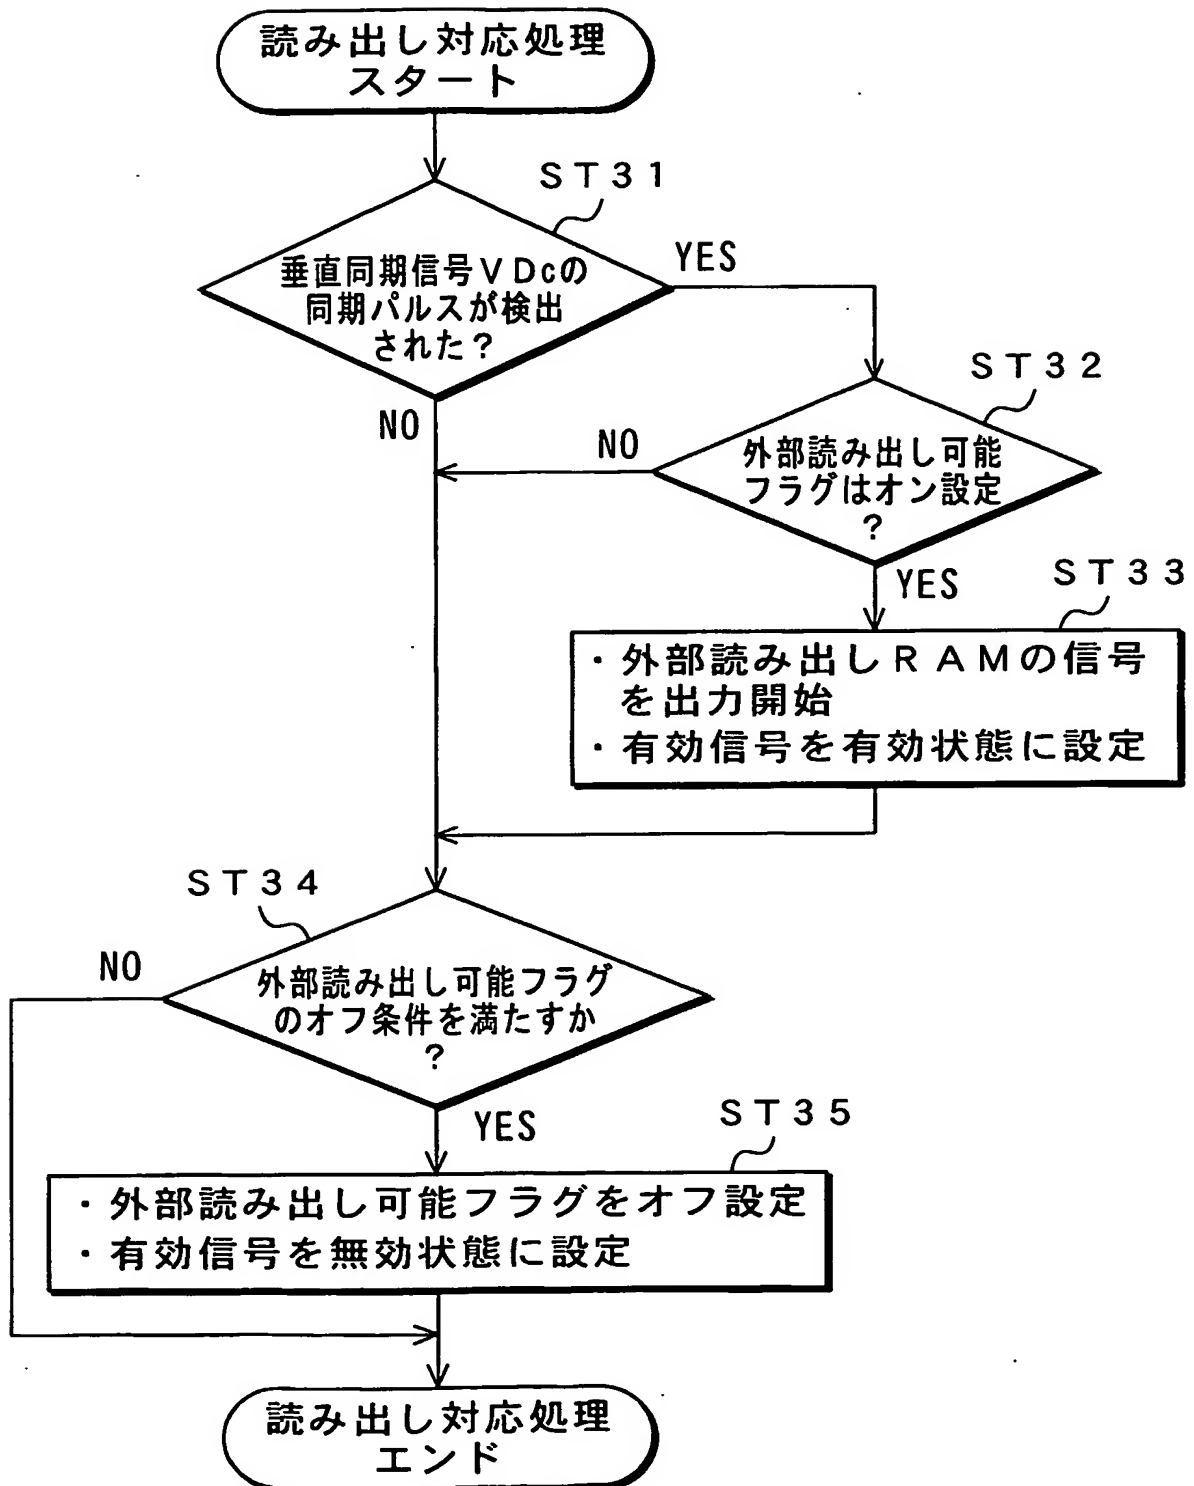 読み出し対応処理
スタート
ST31
垂直同期信号VDcの
同期パルスが検出
された?
YES
NO
ST32
外部読み出し可能
フラグはオン設定
?
NO
YES
ST33
・外部読み出しRAMの信号
を出力開始
・有効信号を有効状態に設定
ST34
外部読み出し可能フラグ
のオフ条件を満たすか
?
NO
YES
ST35
・外部読み出し可能フラグをオフ設定
・有効信号を無効状態に設定
読み出し対応処理
エンド